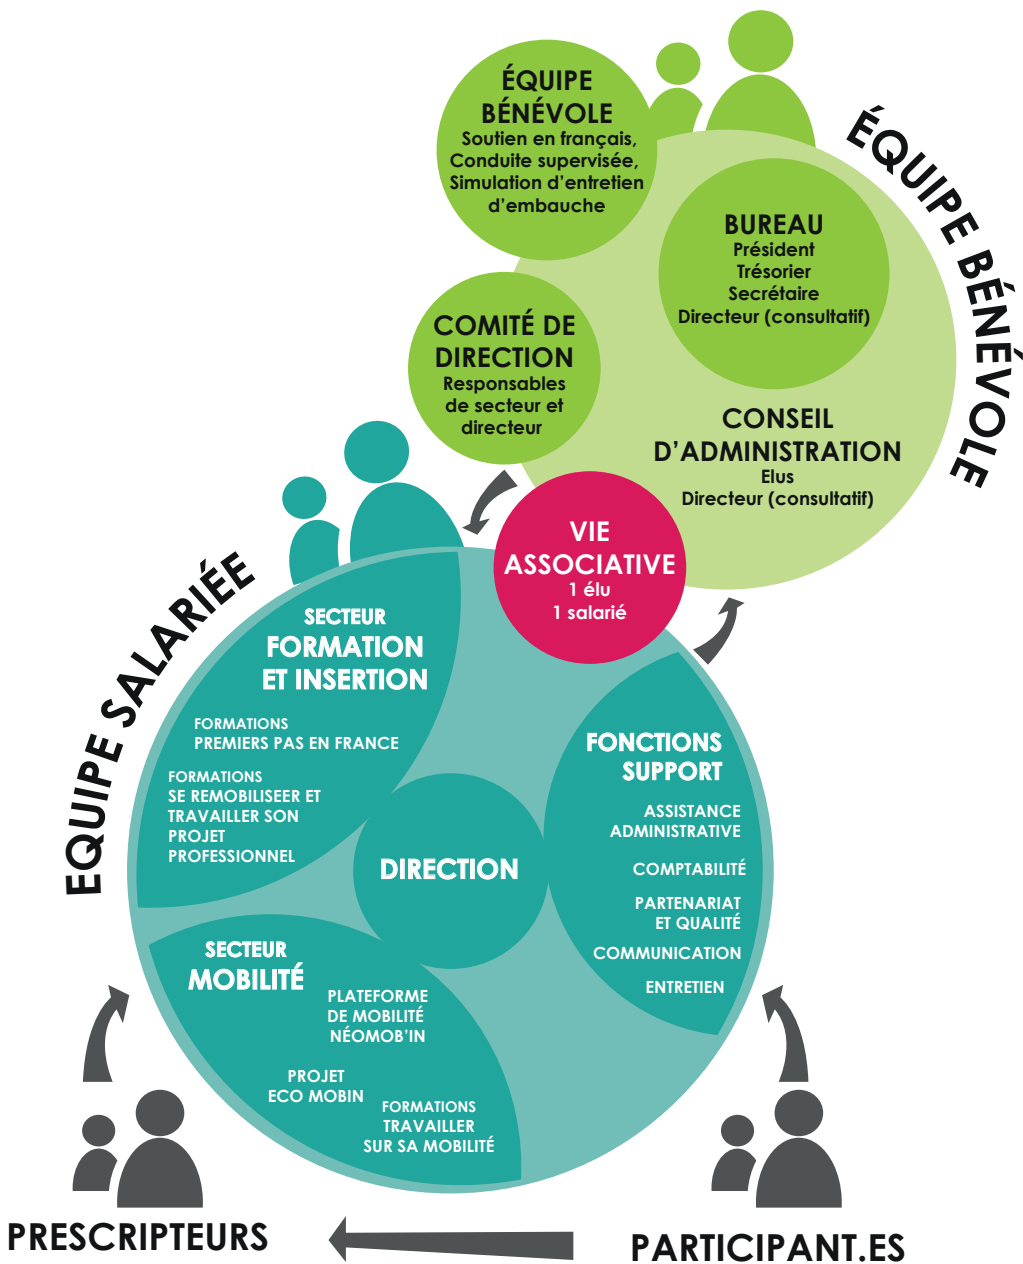 ÉQUIPE
BÉNÉVOLE
Soutien en français,
Conduite supervisée,
Simulation d'entretien
d'embauche
ÉQUIPE BÉNÉVOLE
BUREAU
Président
Trésorier
Secrétaire
Directeur (consultatif)
COMITÉ DE
DIRECTION
Responsables
de secteur et
directeur
CONSEIL
D'ADMINISTRATION
Elus
Directeur (consultatif)
VIE
ASSOCIATIVE
1 élu
1 salarié
EQUIPE SALARIÉE
SECTEUR
FORMATION
ET INSERTION
FORMATIONS
PREMIERS PAS EN FRANCE
FORMATIONS
SE REMOBILISEER ET
TRAVAILLER SON
PROJET
PROFESSIONNEL
FONCTIONS
SUPPORT
ASSISTANCE
ADMINISTRATIVE
COMPTABILITÉ
PARTENARIAT
ET QUALITÉ
COMMUNICATION
ENTRETIEN
DIRECTION
SECTEUR
MOBILITÉ
PLATEFORME
DE MOBILITÉ
NÉOMOB'IN
PROJET
ECO MOBIN
FORMATIONS
TRAVAILLER
SUR SA MOBILITÉ
PRESCRIPTEURS
PARTICIPANT.ES